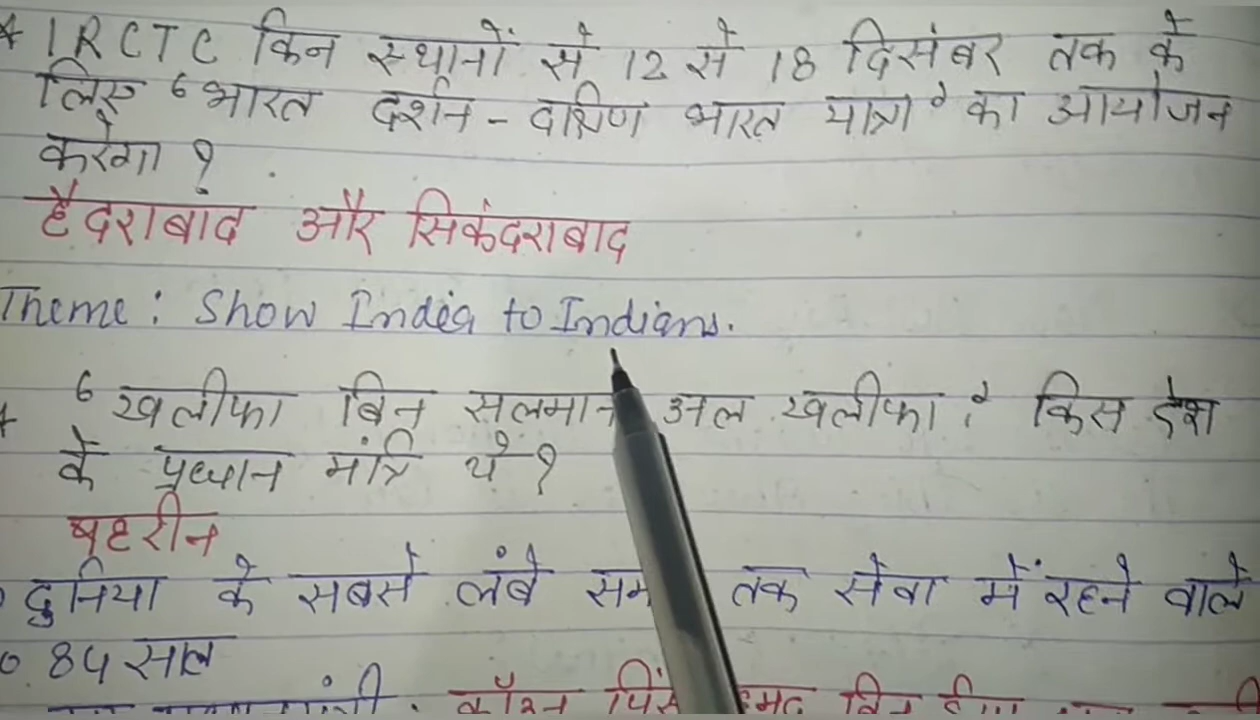 * IRCTC किन स्थानों से 12 से 18 दिसंबर तक के
लिए 'भारत दर्शन - दक्षिण भारत यात्रा' का आयोजन
करेगा ?
हैदराबाद और सिकंदराबाद
Theme : Show India to Indians.
* 'खलीफा बिन सलमान अल खलीफा' किस देश
के प्रधान मंत्रि थे ?
बहरीन
दुनिया के सबसे लंबे तक सेवा में रहने वाले
84 साल